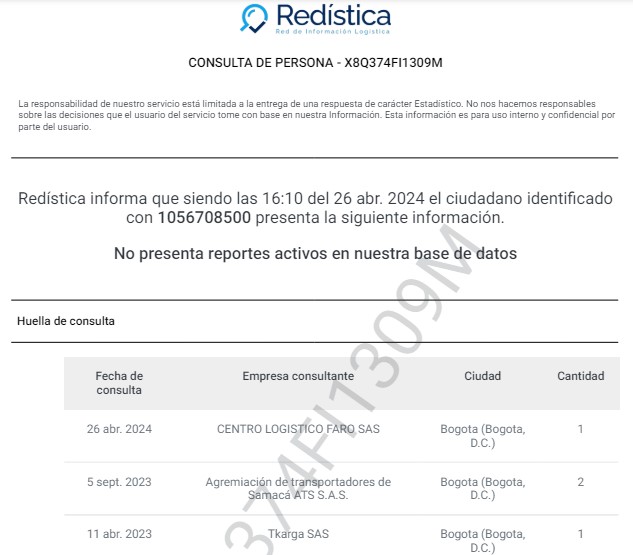 Redística
Red de Información Logística
CONSULTA DE PERSONA - X8Q374FI1309M
La responsabilidad de nuestro servicio está limitada a la entrega de una respuesta de carácter Estadístico. No nos hacemos responsables
sobre las decisiones que el usuario del servicio tome con base en nuestra Información. Esta información es para uso interno y confidencial por
parte del usuario.
Redística informa que siendo las 16:10 del 26 abr. 2024 el ciudadano identificado
con 1056708500 presenta la siguiente información.
No presenta reportes activos en nuestra base de datos
Huella de consulta
Fecha de consulta Empresa consultante Ciudad Cantidad
26 abr. 2024 CENTRO LOGISTICO FARO SAS Bogota (Bogota, D.C.) 1
5 sept. 2023 Agremiación de transportadores de Samacá ATS S.A.S. Bogota (Bogota, D.C.) 2
11 abr. 2023 Tkarga SAS Bogota (Bogota, D.C.) 1
374FI1309M